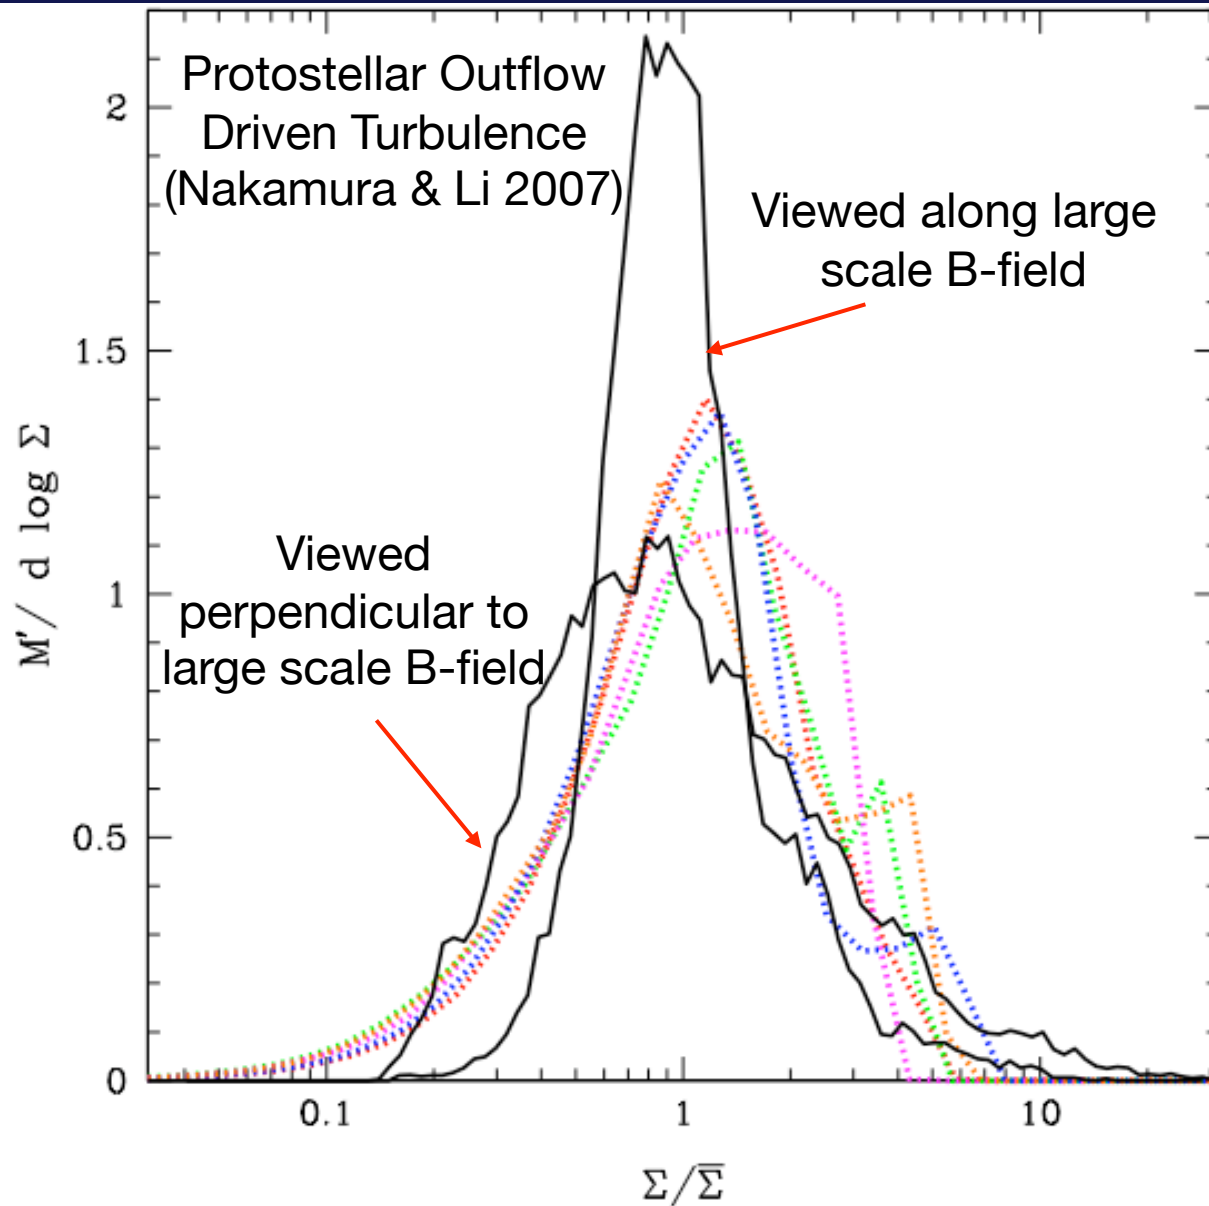 Protostellar Outflow
Driven Turbulence
(Nakamura & Li 2007)
Viewed along large
scale B-field
Viewed
perpendicular to
large scale B-field
M'/ d log Σ
2
1.5
1
0.5
0
0.1 1 10
Σ/Σ̅